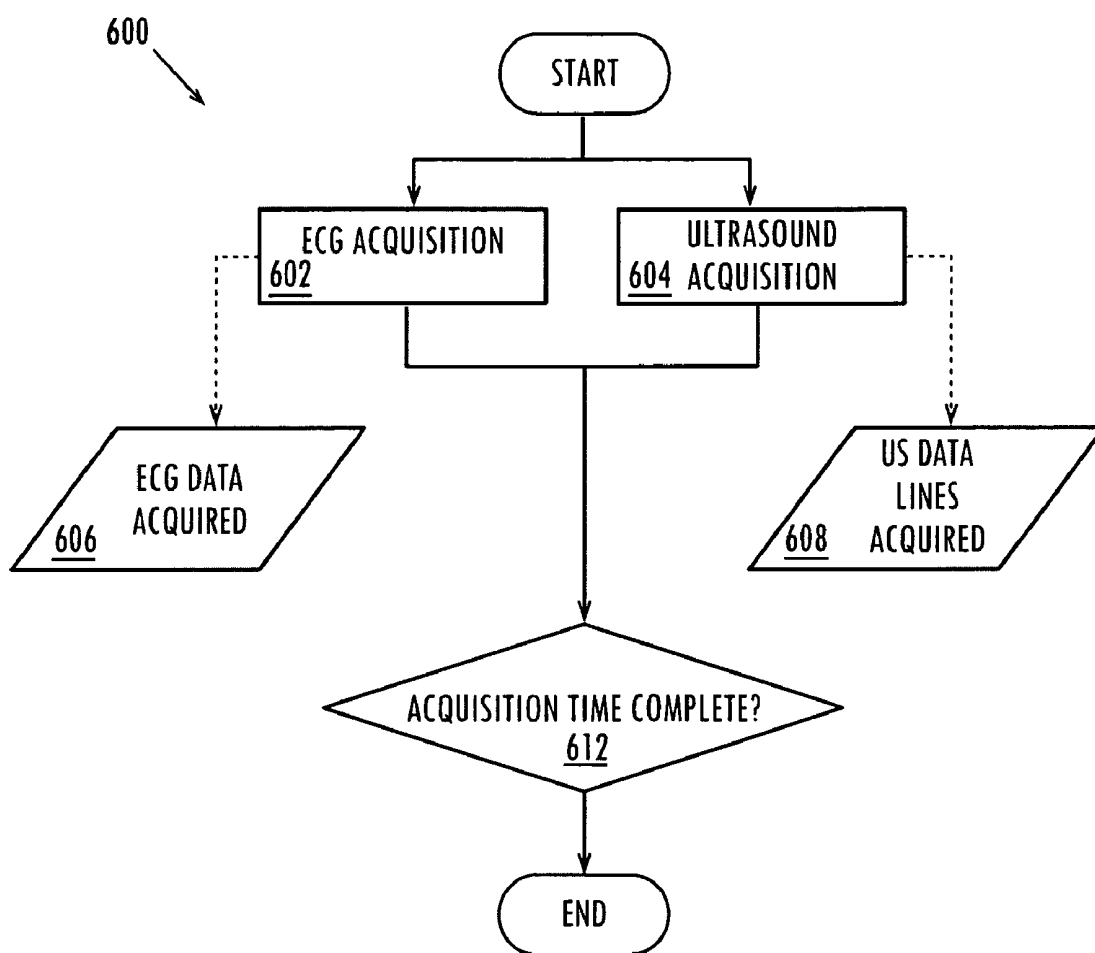 600
START
ECG ACQUISITION
602
ULTRASOUND
604 ACQUISITION
ECG DATA
ACQUIRED
606
US DATA
LINES
608 ACQUIRED
ACQUISITION TIME COMPLETE?
612
END